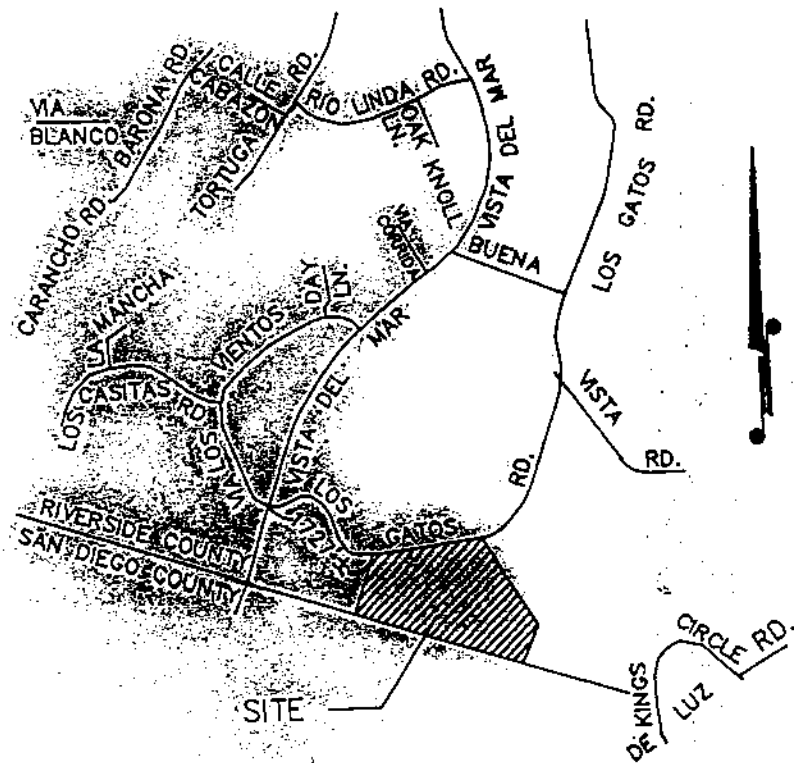 BARONA RD.
CALLE
CABAZON
TORTUGA RD.
RIO LINDA RD.
OAK KNOLL
LN.
VISTA DEL MAR
LOS GATOS RD.
VIA
BLANCO
CARANCHO RD.
VIA
CORRIDA
BUENA
LA MANCHA
VIENTOS
DAY
LN.
VISTA DEL MAR
LOS CASITAS RD.
VIA LOS
VISTA
RD.
LOS GATOS RD.
RIVERSIDE COUNTY
SAN DIEGO COUNTY
SITE
DE LUZ
KINGS CIRCLE RD.